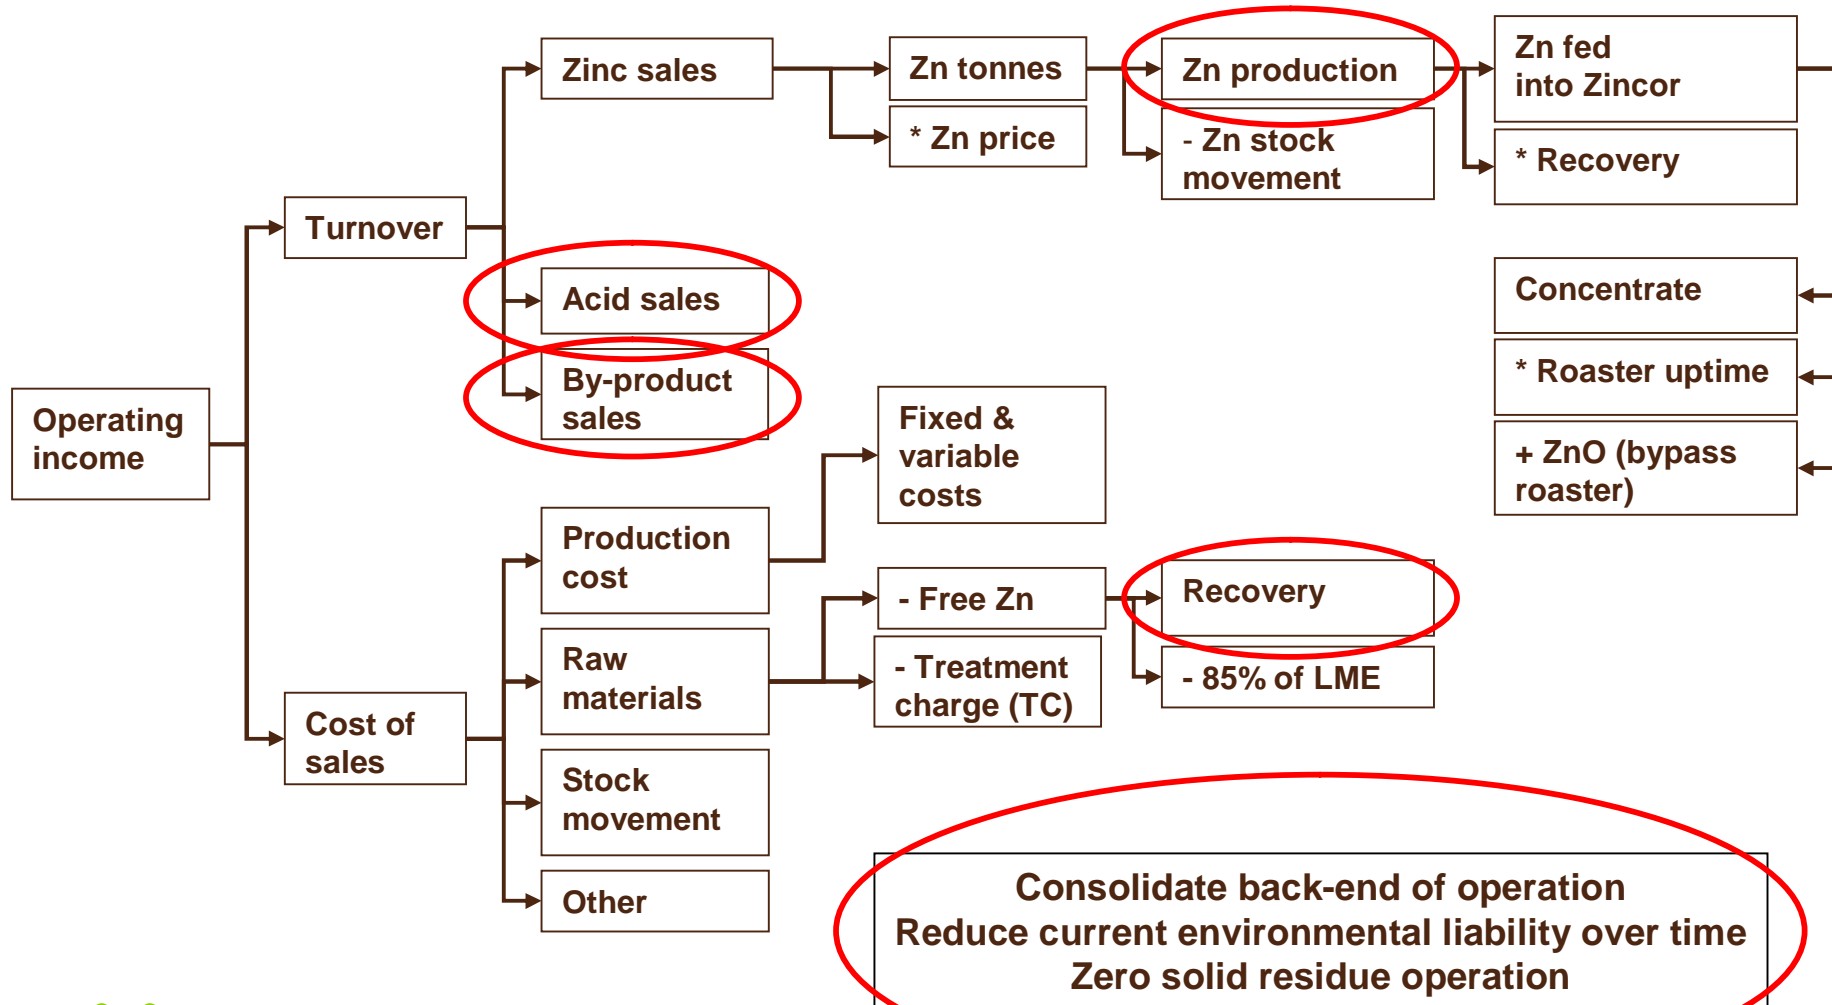 Zinc sales
Zn tonnes
* Zn price
Zn production
- Zn stock
movement
Zn fed
into Zincor
* Recovery
Turnover
Acid sales
By-product
sales
Concentrate
* Roaster uptime
+ ZnO (bypass
roaster)
Operating
income
Fixed &
variable
costs
Production
cost
Raw
materials
- Free Zn
- Treatment
charge (TC)
Recovery
- 85% of LME
Cost of
sales
Stock
movement
Other
Consolidate back-end of operation
Reduce current environmental liability over time
Zero solid residue operation